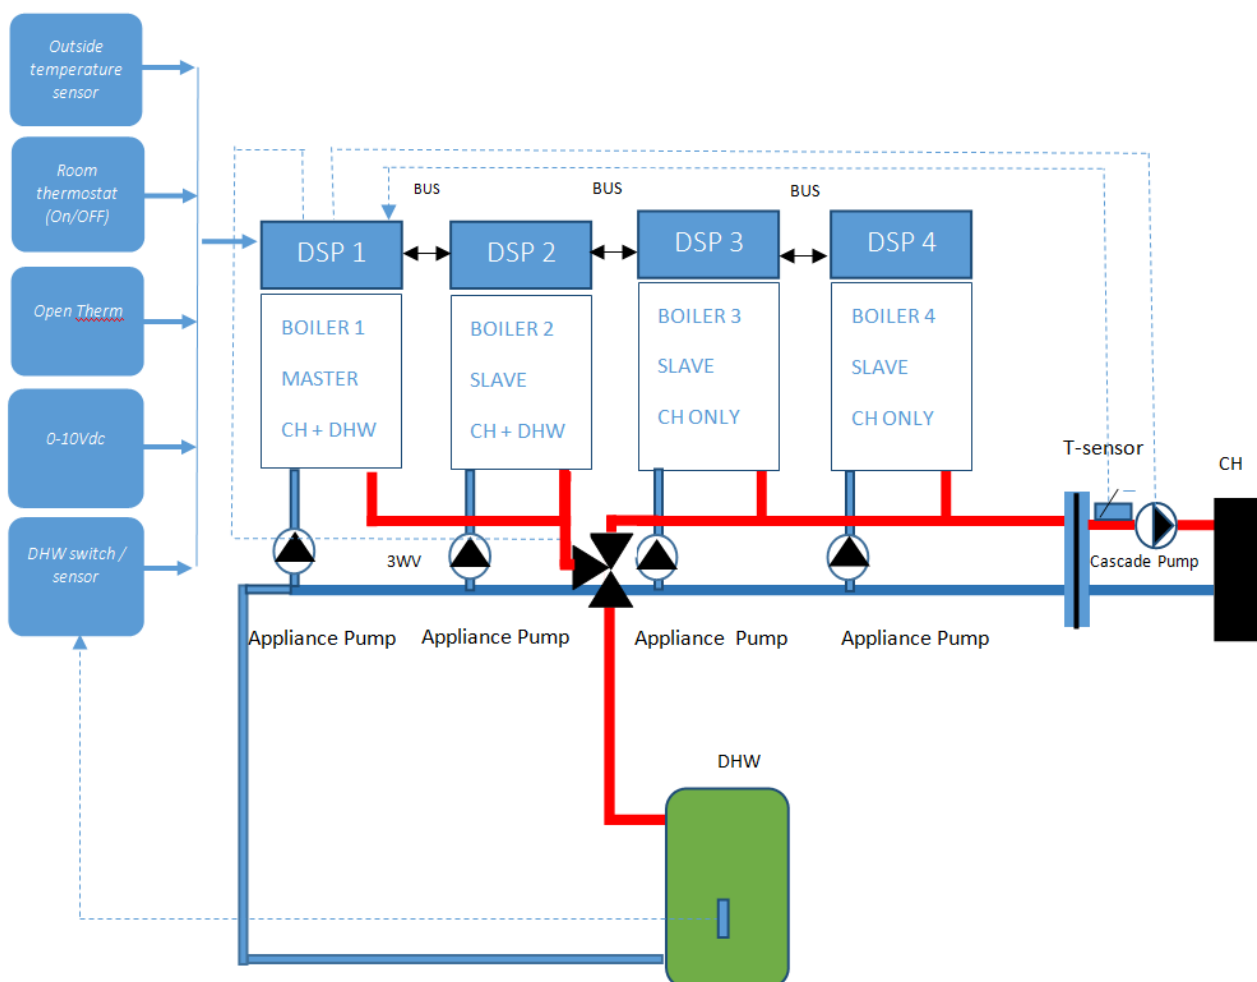 Outside
temperature
sensor
Room
thermostat
(On/OFF)
Open Therm
0-10Vdc
DHW switch /
sensor
BUS
BUS
BUS
DSP 1
DSP 2
DSP 3
DSP 4
BOILER 1
MASTER
CH + DHW
BOILER 2
SLAVE
CH + DHW
BOILER 3
SLAVE
CH ONLY
BOILER 4
SLAVE
CH ONLY
T-sensor
CH
3WV
Cascade Pump
Appliance Pump
Appliance Pump
Appliance  Pump
Appliance Pump
DHW